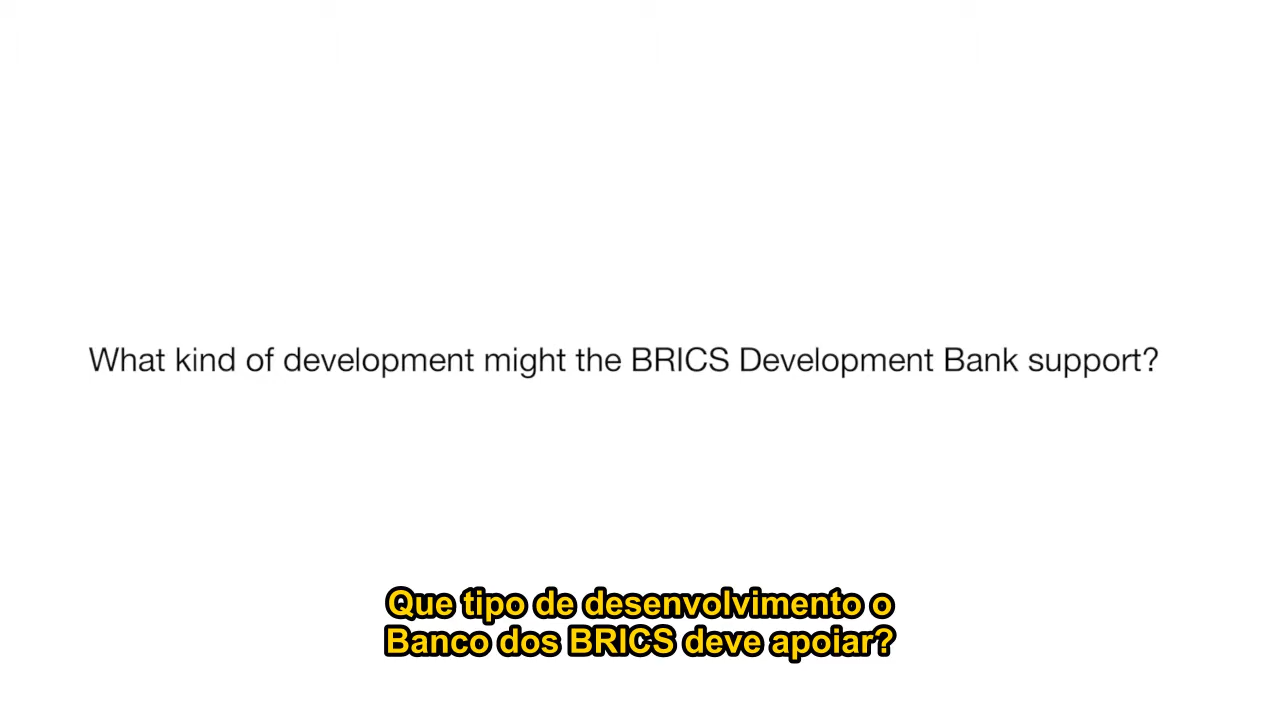 What kind of development might the BRICS Development Bank support?
Que tipo de desenvolvimento o
Banco dos BRICS deve apoiar?